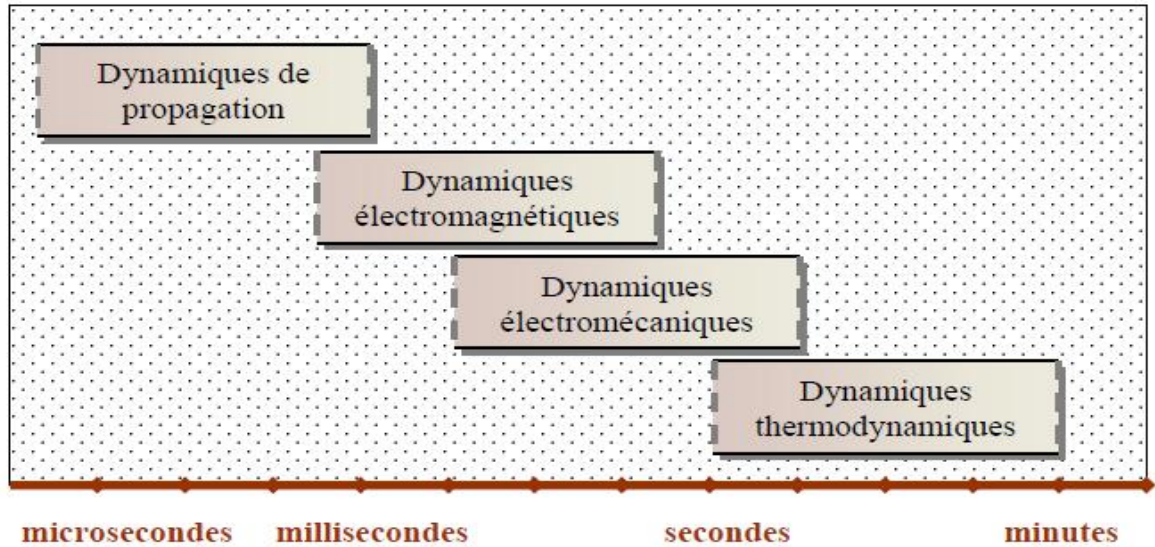 Dynamiques de
propagation
Dynamiques
électromagnétiques
Dynamiques
électromécaniques
Dynamiques
thermodynamiques
microsecondes millisecondes secondes minutes